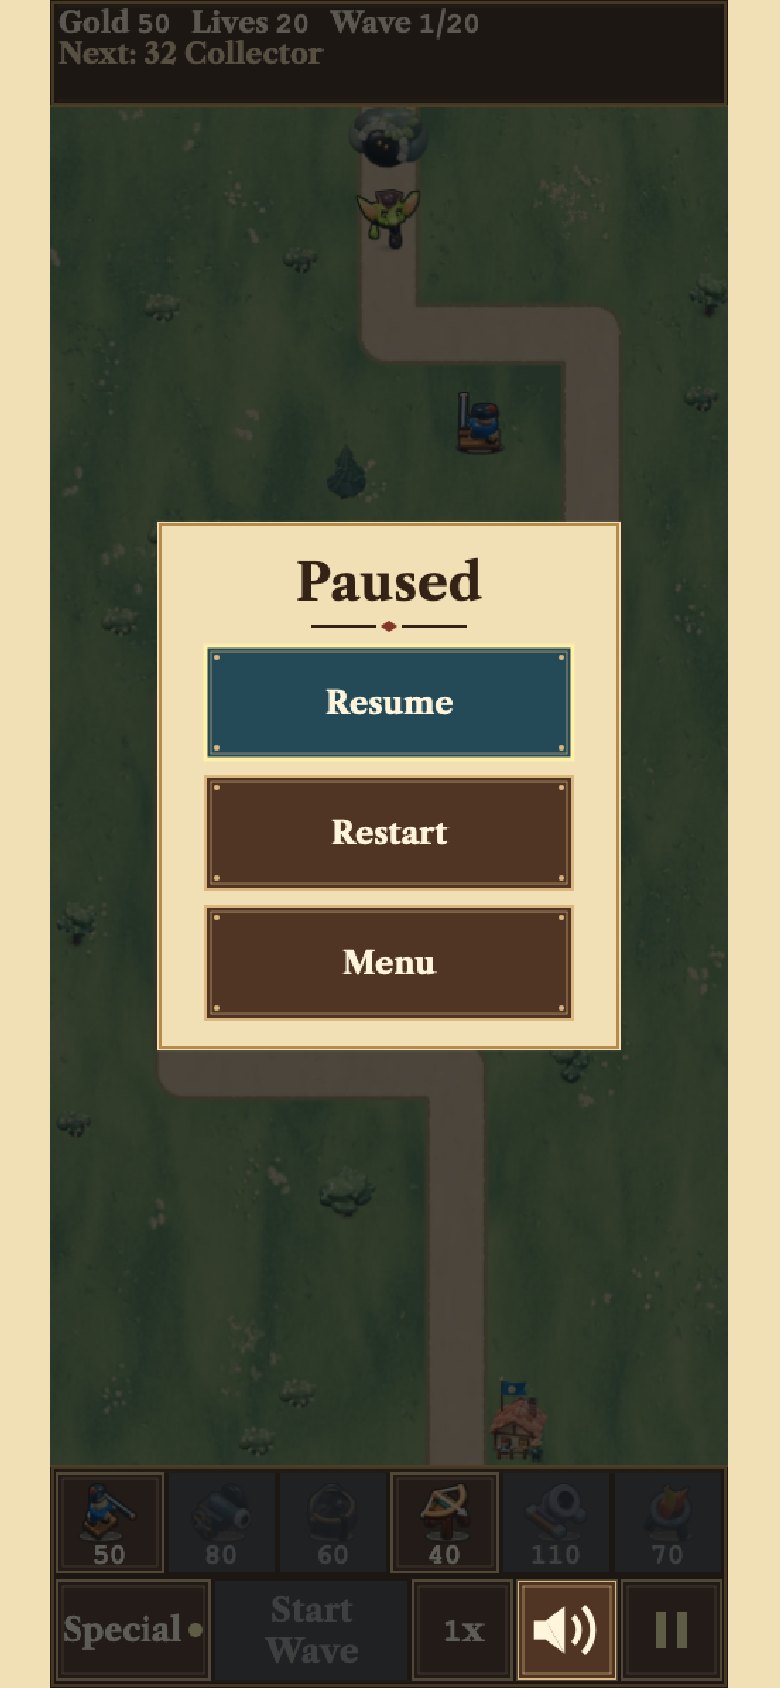 Gold 50 Lives 20 Wave 1/20
Next: 32 Collector
Paused
Resume
Restart
Menu
50 80 60 40 110 70
Special
Start
Wave
1x